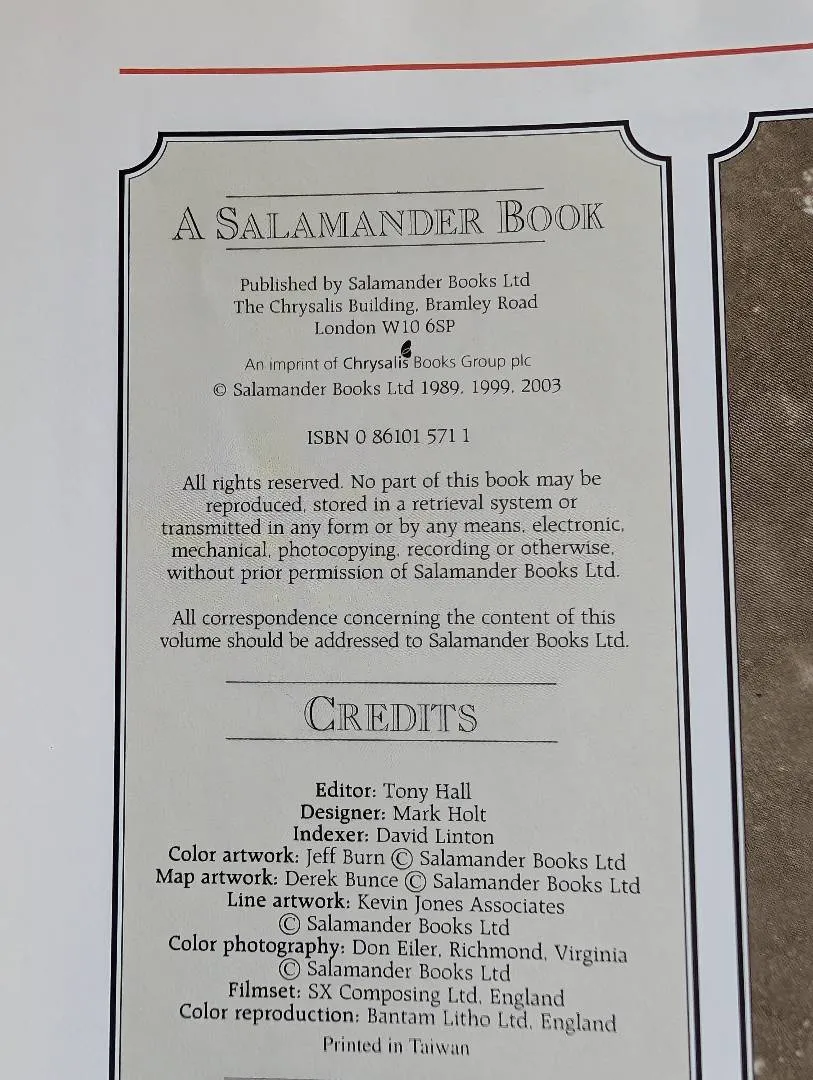 A SALAMANDER BOOK
Published by Salamander Books Ltd
The Chrysalis Building, Bramley Road
London W10 6SP
An imprint of Chrysalis Books Group plc
© Salamander Books Ltd 1989, 1999, 2003
ISBN 0 86101 571 1
All rights reserved. No part of this book may be
reproduced, stored in a retrieval system or
transmitted in any form or by any means, electronic,
mechanical, photocopying, recording or otherwise,
without prior permission of Salamander Books Ltd.
All correspondence concerning the content of this
volume should be addressed to Salamander Books Ltd.
CREDITS
Editor: Tony Hall
Designer: Mark Holt
Indexer: David Linton
Color artwork: Jeff Burn © Salamander Books Ltd
Map artwork: Derek Bunce © Salamander Books Ltd
Line artwork: Kevin Jones Associates
© Salamander Books Ltd
Color photography: Don Eiler, Richmond, Virginia
© Salamander Books Ltd
Filmset: SX Composing Ltd, England
Color reproduction: Bantam Litho Ltd, England
Printed in Taiwan